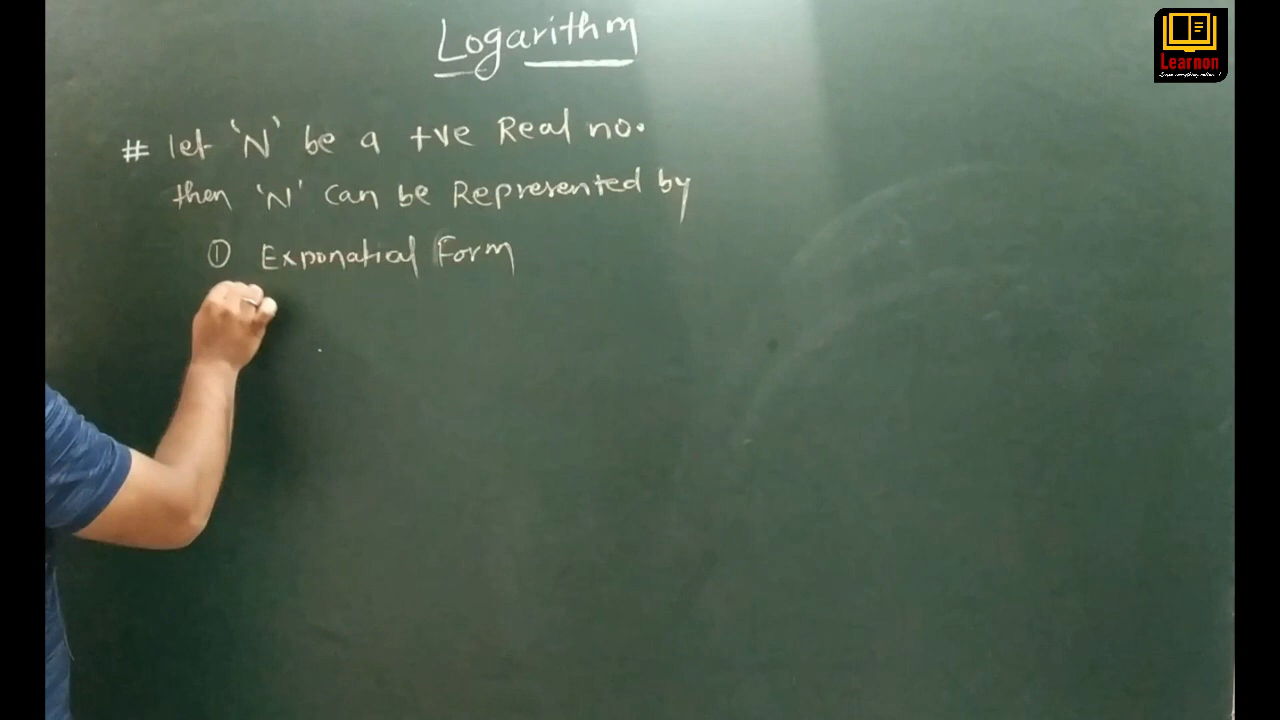 Logarithm
Learnon
# let 'N' be a +ve Real no.
then 'N' can be Represented by
① Exponatial Form